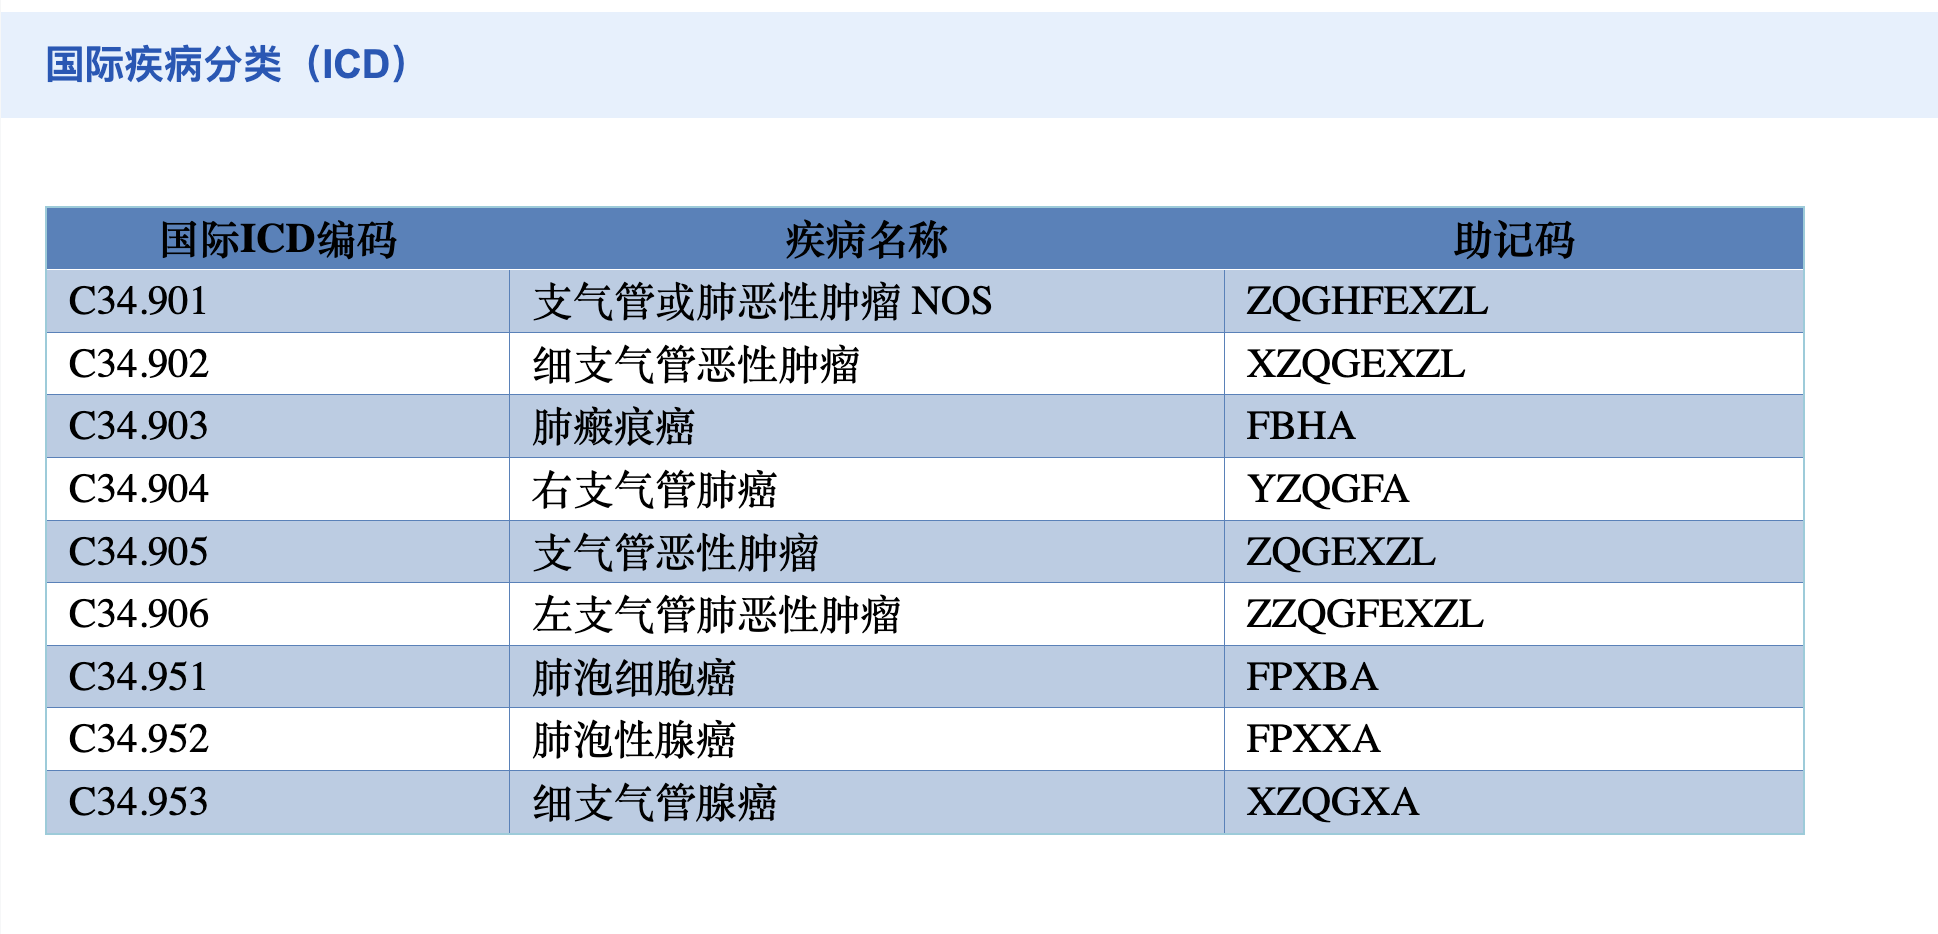 国际疾病分类（ICD）
国际ICD编码 疾病名称 助记码
C34.901 支气管或肺恶性肿瘤 NOS ZQGHFEXZL
C34.902 细支气管恶性肿瘤 XZQGEXZL
C34.903 肺瘢痕癌 FBHA
C34.904 右支气管肺癌 YZQGFA
C34.905 支气管恶性肿瘤 ZQGEXZL
C34.906 左支气管肺恶性肿瘤 ZZQGFEXZL
C34.951 肺泡细胞癌 FPXBA
C34.952 肺泡性腺癌 FPXXA
C34.953 细支气管腺癌 XZQGXA